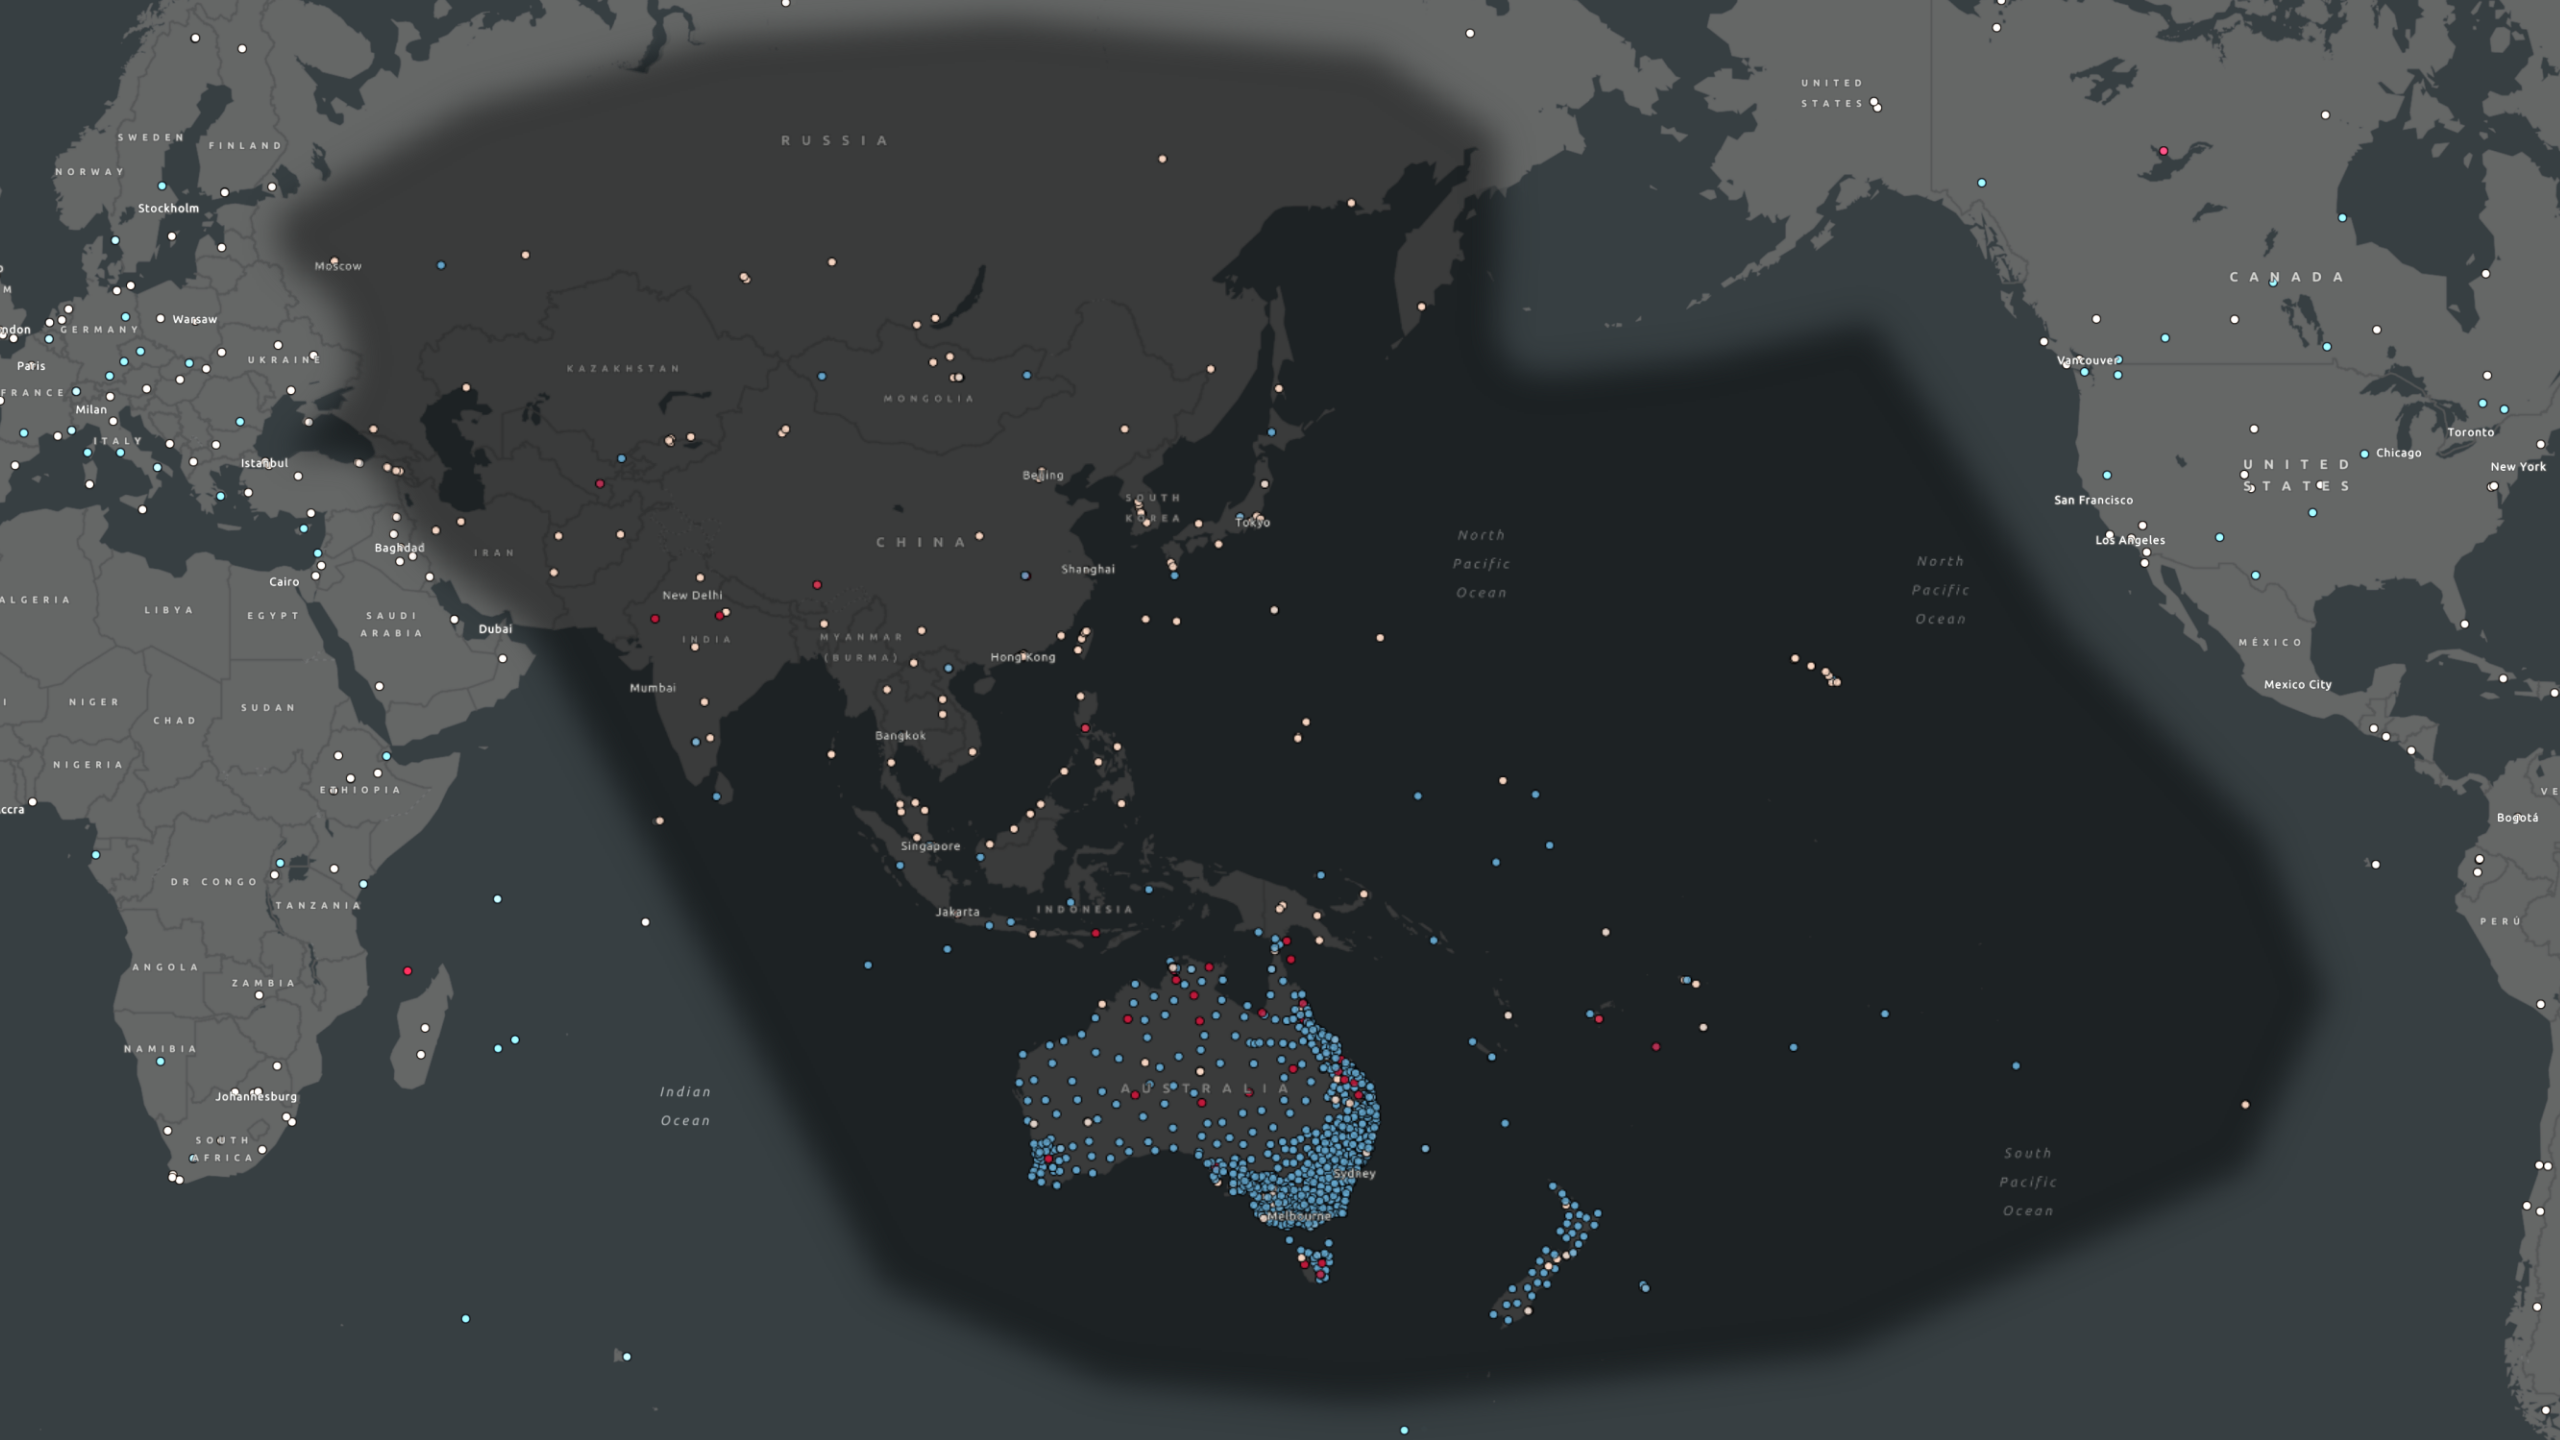 UNITED
STATES
SWEDEN
FINLAND
NORWAY
Stockholm
RUSSIA
Moscow
CANADA
M
ndon
GERMANY
Warsaw
Paris
UKRAINE
Vancouver
FRANCE
KAZAKHSTAN
MONGOLIA
Milan
ITALY
Toronto
Chicago
Istanbul
UNITED
STATES
New York
Beijing
SOUTH
KOREA
San Francisco
Tokyo
North
Pacific
Ocean
CHINA
Baghdad
IRAN
Los Angeles
North
Pacific
Ocean
Shanghai
Cairo
New Delhi
ALGERIA
LIBYA
EGYPT
SAUDI
ARABIA
Dubai
INDIA
MYANMAR
(BURMA)
MÉXICO
Hong Kong
Mexico City
Mumbai
NIGER
CHAD
SUDAN
Bangkok
NIGERIA
ETHIOPIA
VE
ccra
Bogotá
Singapore
DR CONGO
TANZANIA
Jakarta
INDONESIA
PERÚ
ANGOLA
ZAMBIA
NAMIBIA
AUSTRALIA
Indian
Ocean
Johannesburg
SOUTH
AFRICA
South
Pacific
Ocean
Sydney
Melbourne